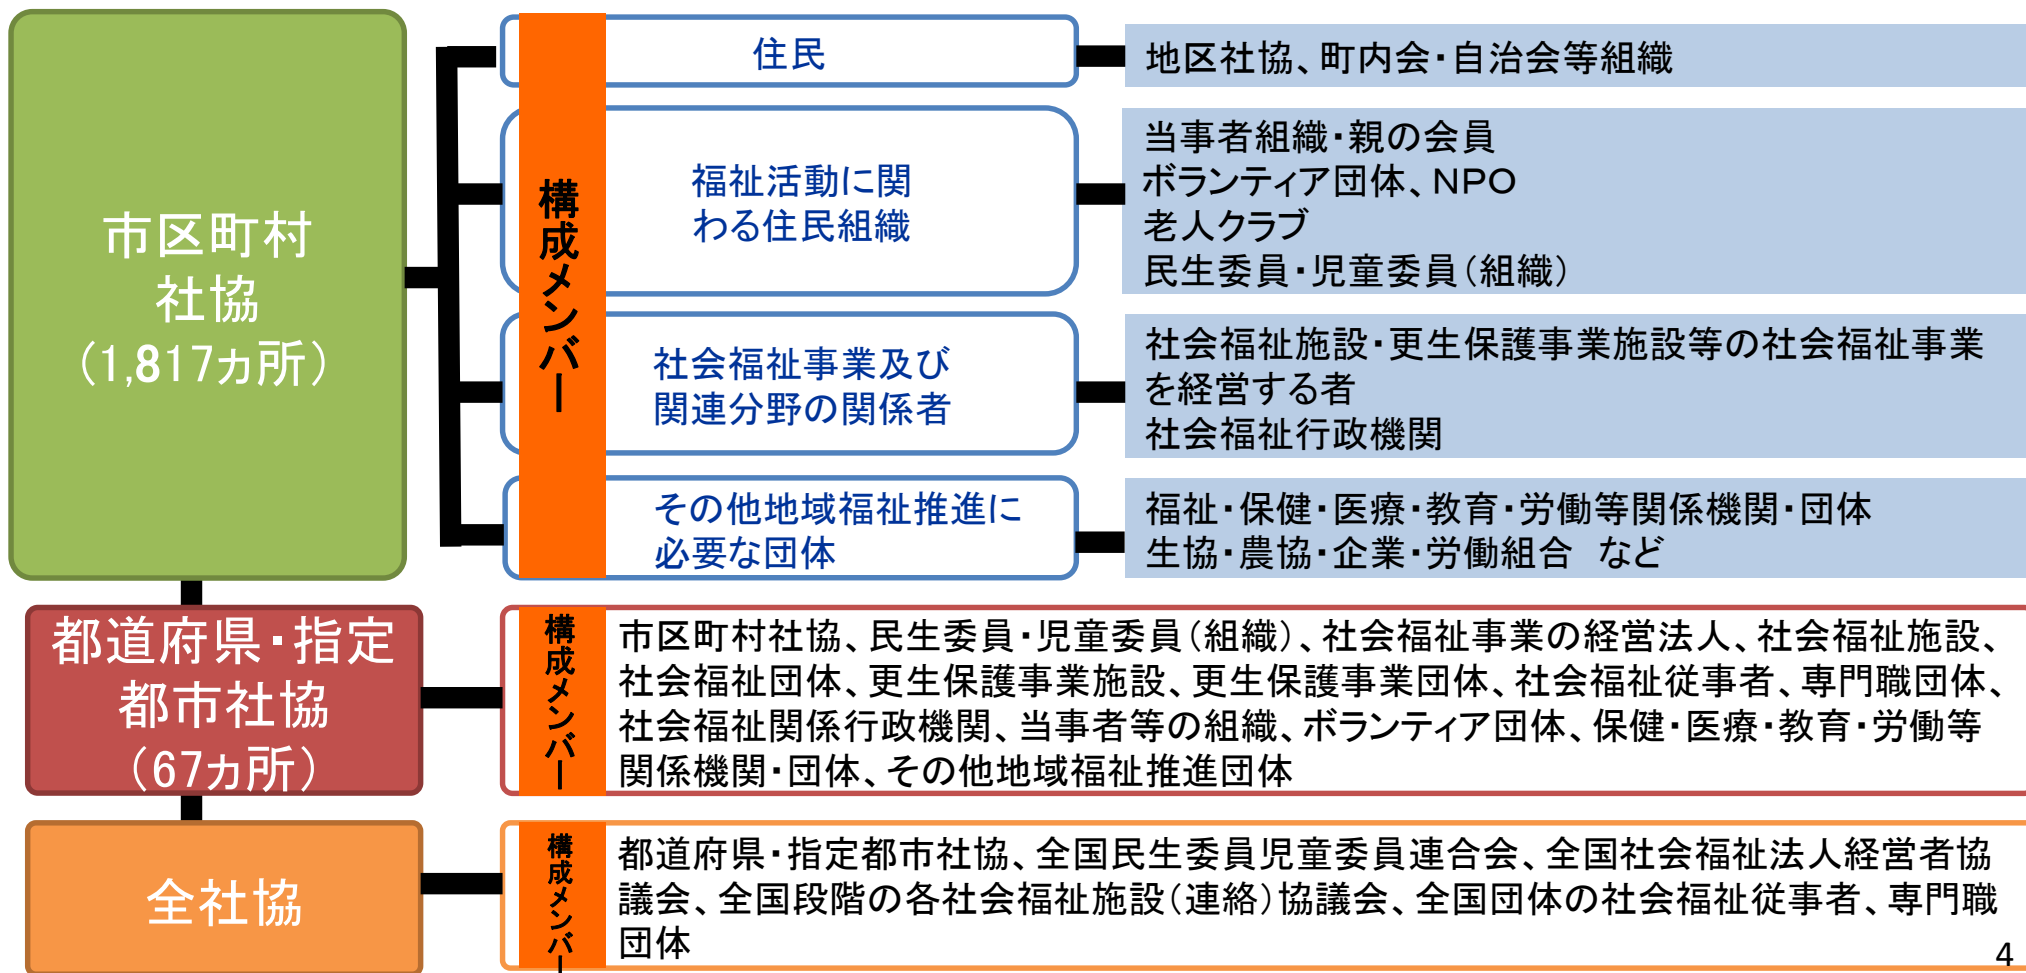 市区町村
社協
（1,817ヵ所）
構成メンバー
住民
地区社協、町内会・自治会等組織
福祉活動に関
わる住民組織
当事者組織・親の会員
ボランティア団体、NPO
老人クラブ
民生委員・児童委員（組織）
社会福祉事業及び
関連分野の関係者
社会福祉施設・更生保護事業施設等の社会福祉事業
を経営する者
社会福祉行政機関
その他地域福祉推進に
必要な団体
福祉・保健・医療・教育・労働等関係機関・団体
生協・農協・企業・労働組合　など
都道府県・指定
都市社協
（67ヵ所）
構成メンバー
市区町村社協、民生委員・児童委員（組織）、社会福祉事業の経営法人、社会福祉施設、
社会福祉団体、更生保護事業施設、更生保護事業団体、社会福祉従事者、専門職団体、
社会福祉関係行政機関、当事者等の組織、ボランティア団体、保健・医療・教育・労働等
関係機関・団体、その他地域福祉推進団体
全社協
構成メンバー
都道府県・指定都市社協、全国民生委員児童委員連合会、全国社会福祉法人経営者協
議会、全国段階の各社会福祉施設（連絡）協議会、全国団体の社会福祉従事者、専門職
団体
4